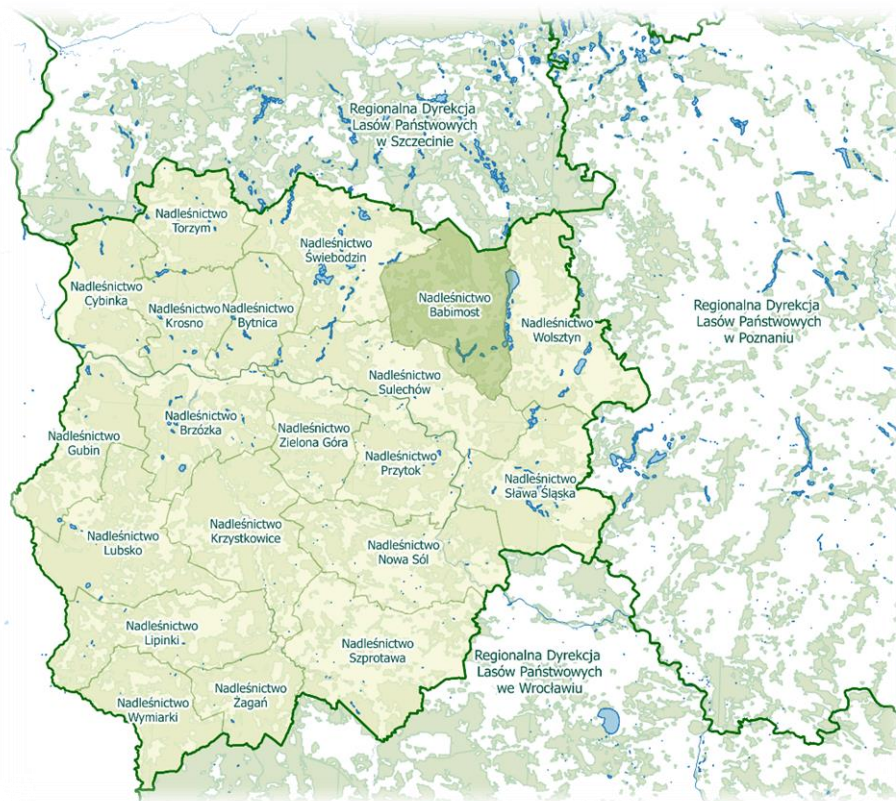 Regionalna Dyrekcja
Lasów Państwowych
w Szczecinie
Nadleśnictwo
Torzym
Nadleśnictwo
Świebodzin
Nadleśnictwo
Cybinka
Nadleśnictwo
Krosno
Nadleśnictwo
Bytnica
Nadleśnictwo
Babimost
Nadleśnictwo
Wolsztyn
Regionalna Dyrekcja
Lasów Państwowych
w Poznaniu
Nadleśnictwo
Sulechów
Nadleśnictwo
Gubin
Nadleśnictwo
Brzózka
Nadleśnictwo
Zielona Góra
Nadleśnictwo
Przytok
Nadleśnictwo
Sława Śląska
Nadleśnictwo
Lubsko
Nadleśnictwo
Krzystkowice
Nadleśnictwo
Nowa Sól
Nadleśnictwo
Lipinki
Nadleśnictwo
Szprotawa
Regionalna Dyrekcja
Lasów Państwowych
we Wrocławiu
Nadleśnictwo
Wymiarki
Nadleśnictwo
Żagań